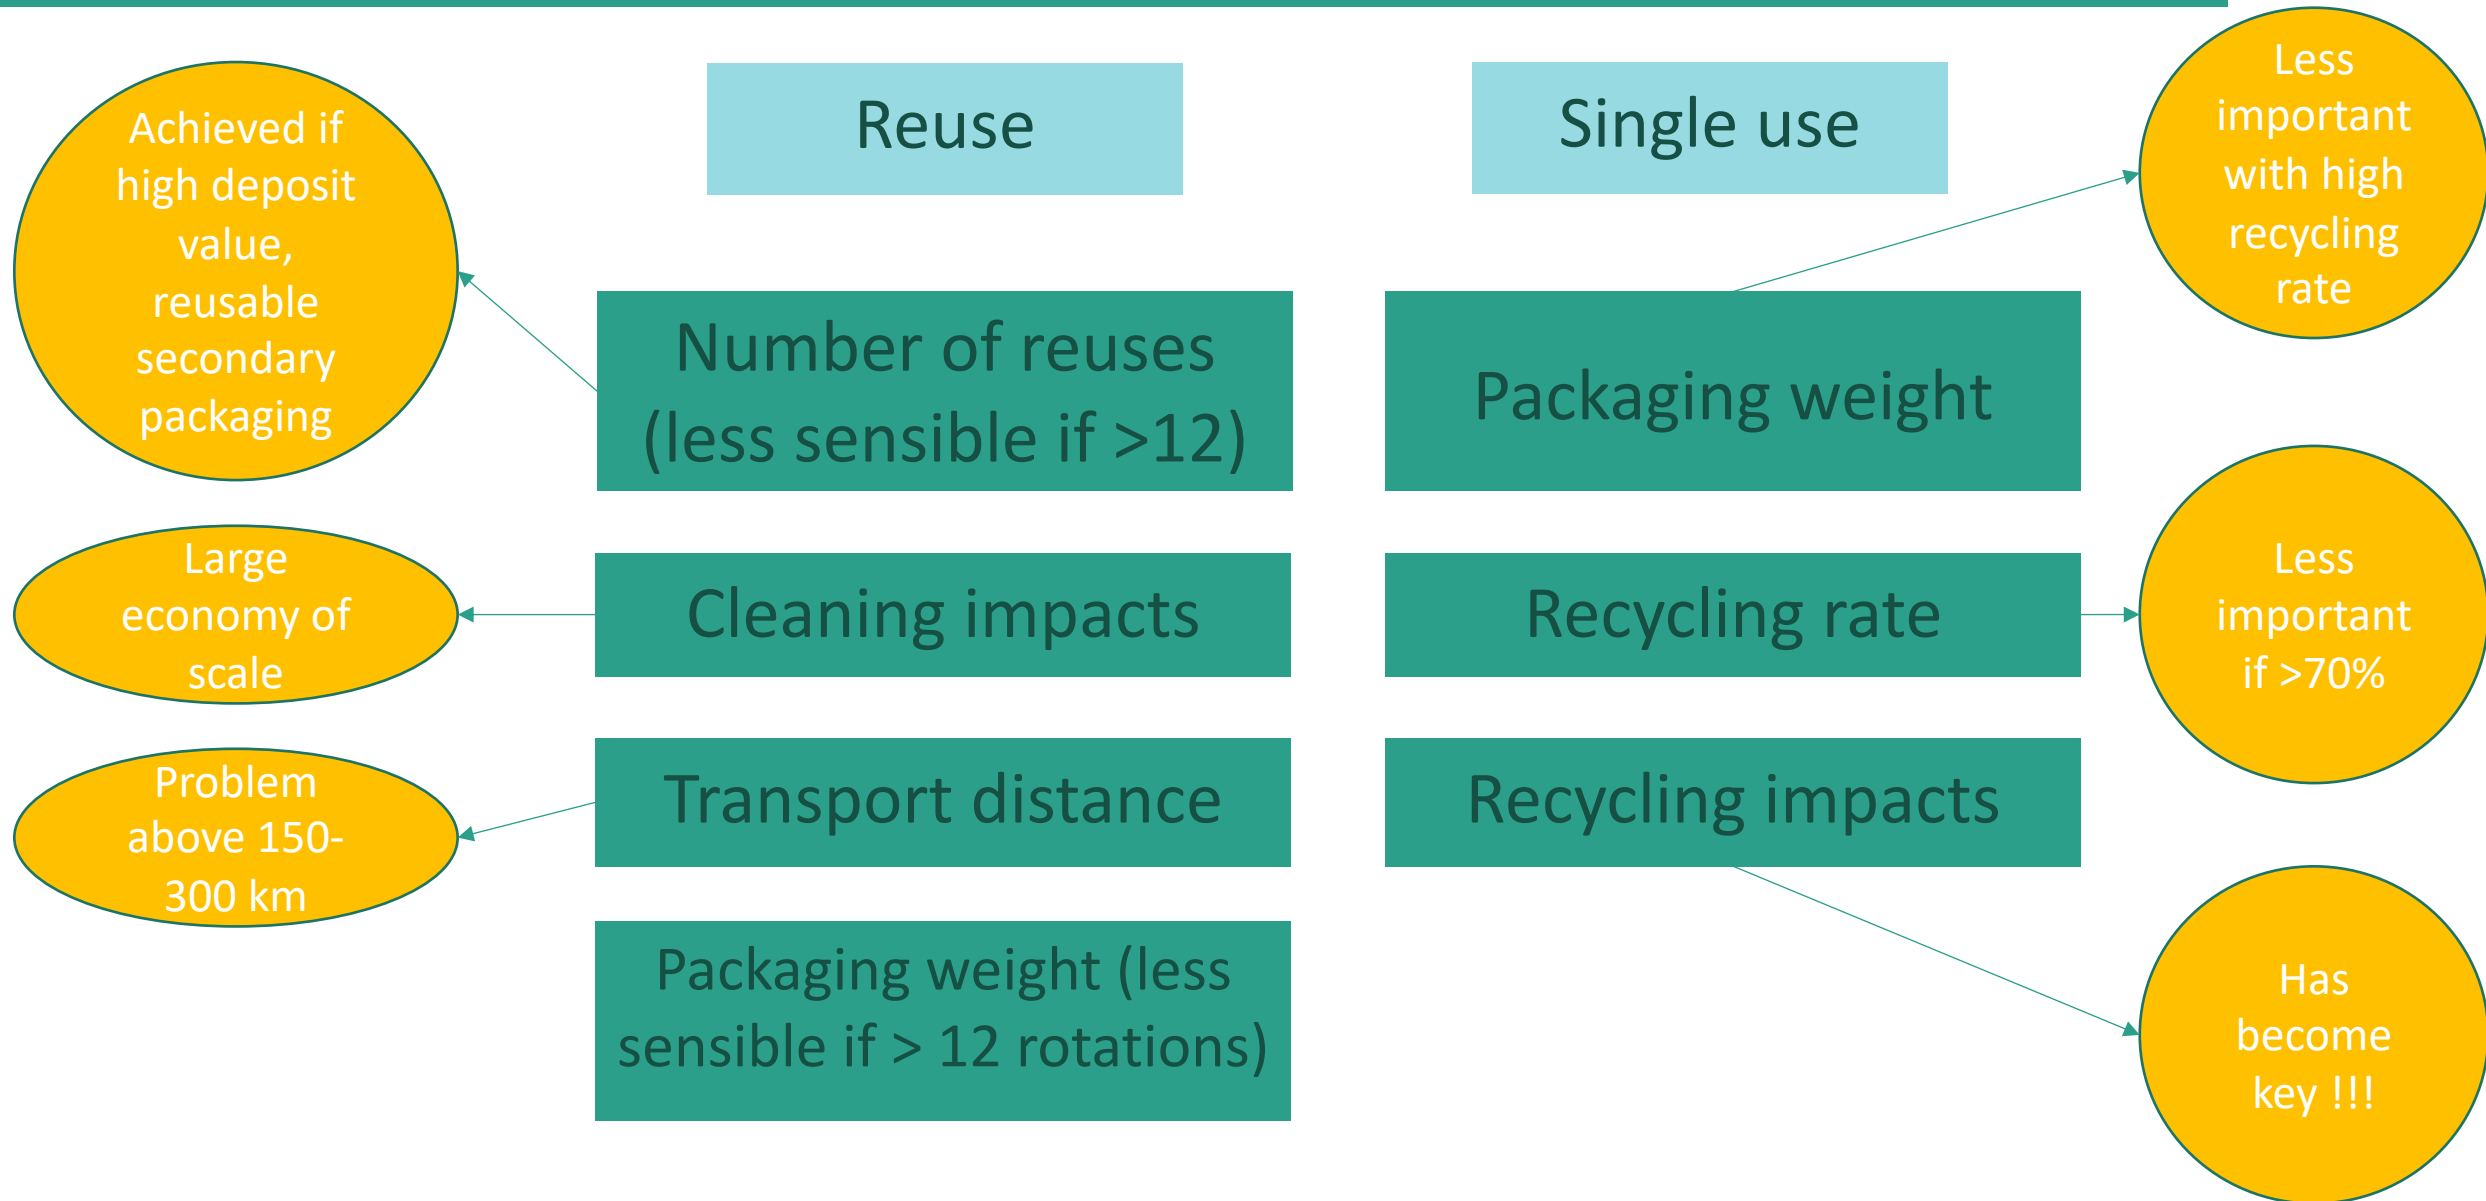 Reuse
Single use
Achieved if
high deposit
value,
reusable
secondary
packaging
Number of reuses
(less sensible if >12)
Packaging weight
Less
important
with high
recycling
rate
Large
economy of
scale
Cleaning impacts
Recycling rate
Less
important
if >70%
Problem
above 150-
300 km
Transport distance
Recycling impacts
Packaging weight (less
sensible if > 12 rotations)
Has
become
key !!!